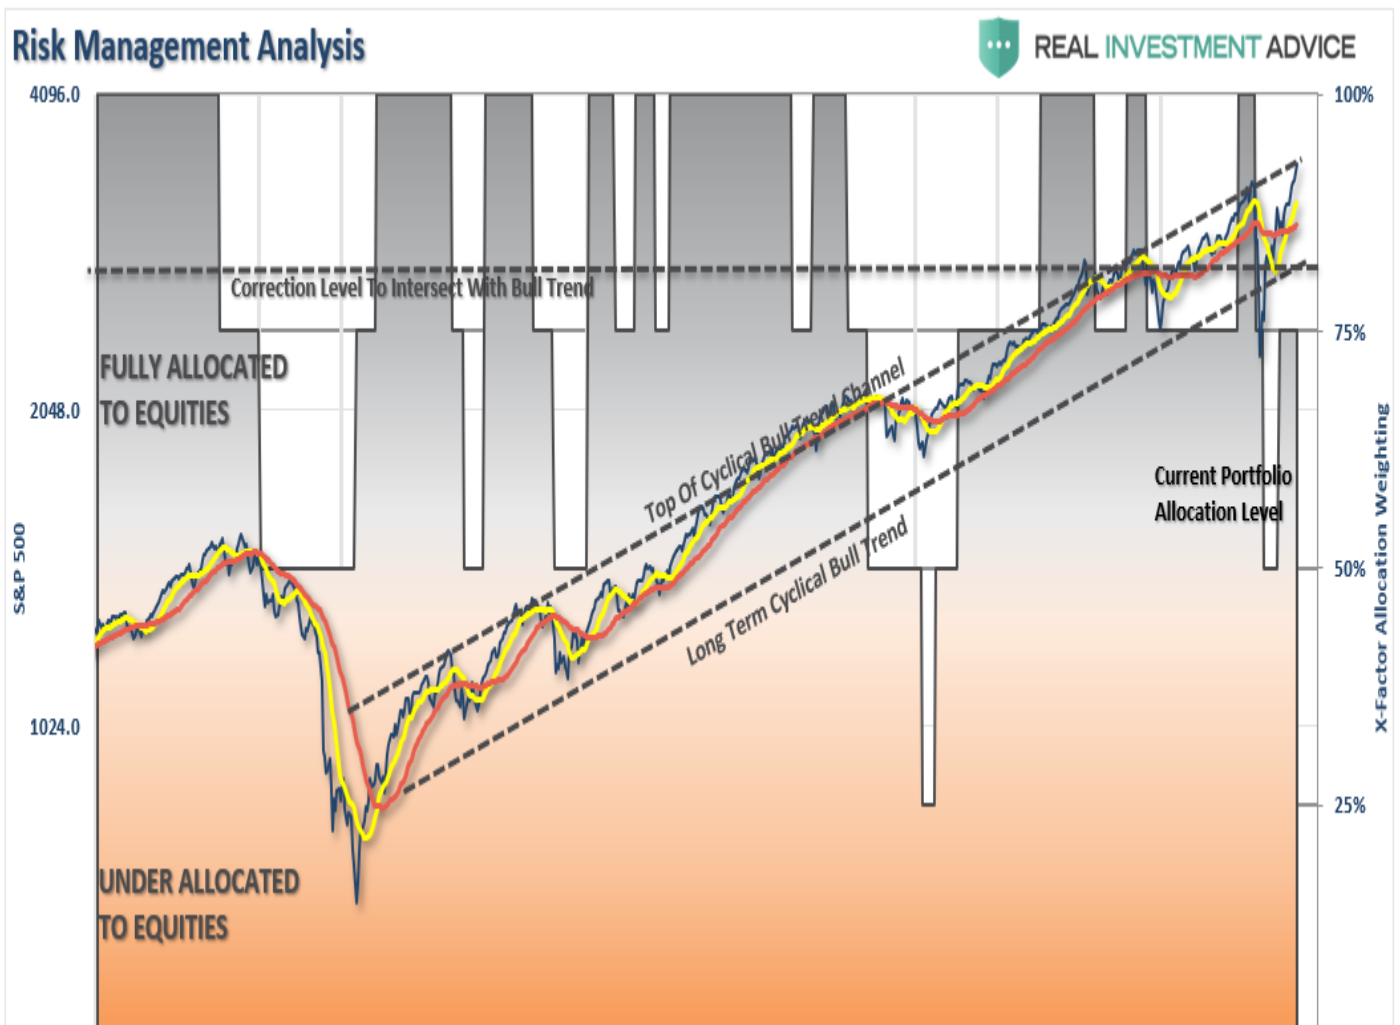 Risk Management Analysis
REAL INVESTMENT ADVICE
4096.0
100%
Correction Level To Intersect With Bull Trend
75%
FULLY ALLOCATED
TO EQUITIES
2048.0
Top Of Cyclical Bull Trend Channel
Current Portfolio
Allocation Level
Long Term Cyclical Bull Trend
S&P 500
50%
X-Factor Allocation Weighting
1024.0
25%
UNDER ALLOCATED
TO EQUITIES